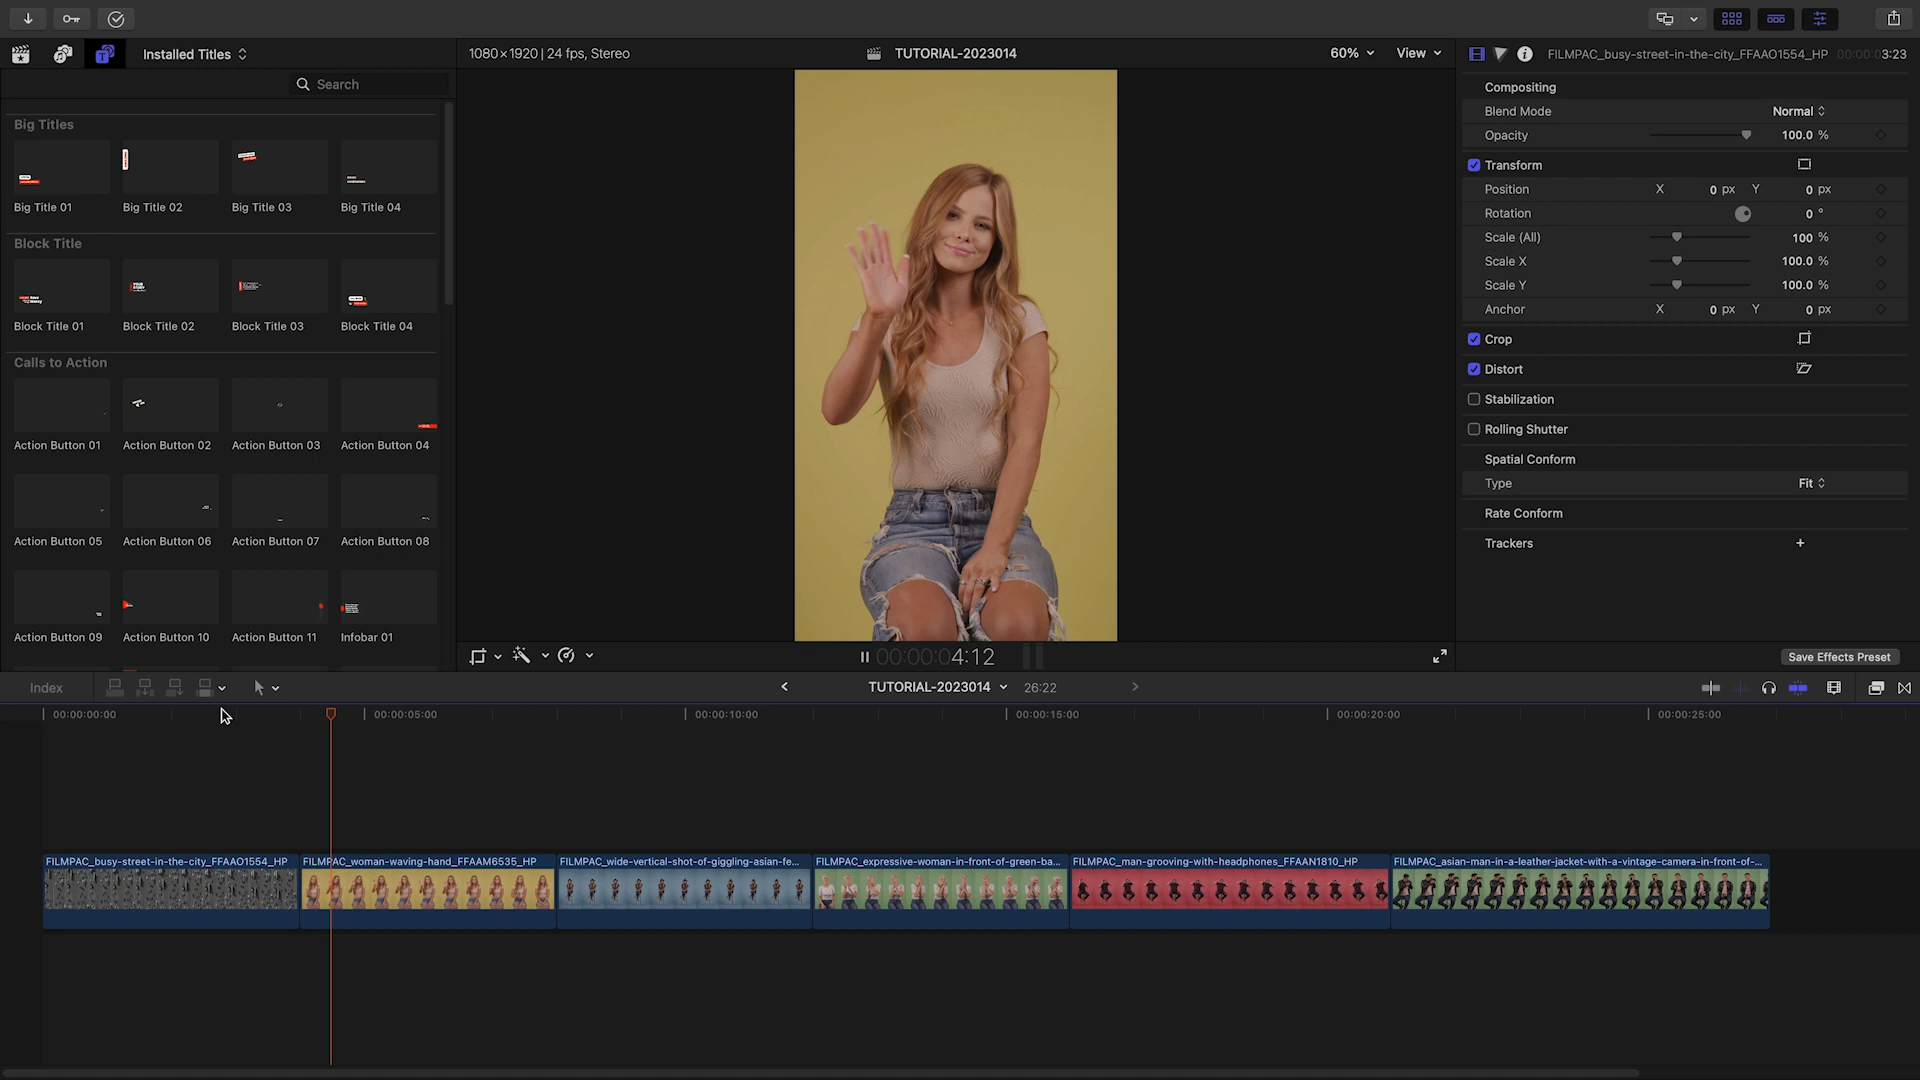 Installed Titles
1080×1920 | 24 fps, Stereo
TUTORIAL-2023014
60%
View
FILMPAC_busy-street-in-the-city_FFAAO1554_HP
00:00:03:23
Search
Big Titles
Big Title 01
Big Title 02
Big Title 03
Big Title 04
Block Title
Block Title 01
Block Title 02
Block Title 03
Block Title 04
Calls to Action
Action Button 01
Action Button 02
Action Button 03
Action Button 04
Action Button 05
Action Button 06
Action Button 07
Action Button 08
Action Button 09
Action Button 10
Action Button 11
Infobar 01
Compositing
Blend Mode Normal
Opacity 100.0 %
Transform
Position X 0 px Y 0 px
Rotation 0 °
Scale (All) 100 %
Scale X 100.0 %
Scale Y 100.0 %
Anchor X 0 px Y 0 px
Crop
Distort
Stabilization
Rolling Shutter
Spatial Conform
Type Fit
Rate Conform
Trackers +
00:00:04:12
Save Effects Preset
Index
TUTORIAL-2023014
26:22
00:00:00:00
00:00:05:00
00:00:10:00
00:00:15:00
00:00:20:00
00:00:25:00
FILMPAC_busy-street-in-the-city_FFAAO1554_HP
FILMPAC_woman-waving-hand_FFAAM6535_HP
FILMPAC_wide-vertical-shot-of-giggling-asian-fe...
FILMPAC_expressive-woman-in-front-of-green-ba...
FILMPAC_man-grooving-with-headphones_FFAAN1810_HP
FILMPAC_asian-man-in-a-leather-jacket-with-a-vintage-camera-in-front-of-...